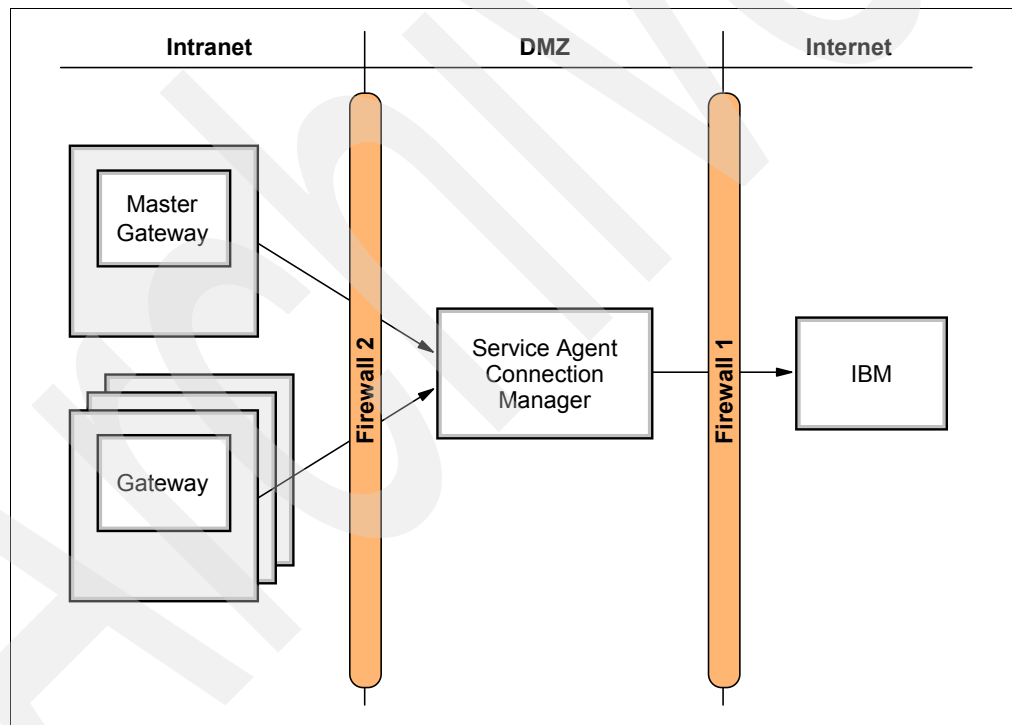 Intranet
DMZ
Internet
Master
Gateway
Gateway
Firewall 2
Service Agent
Connection
Manager
Firewall 1
IBM